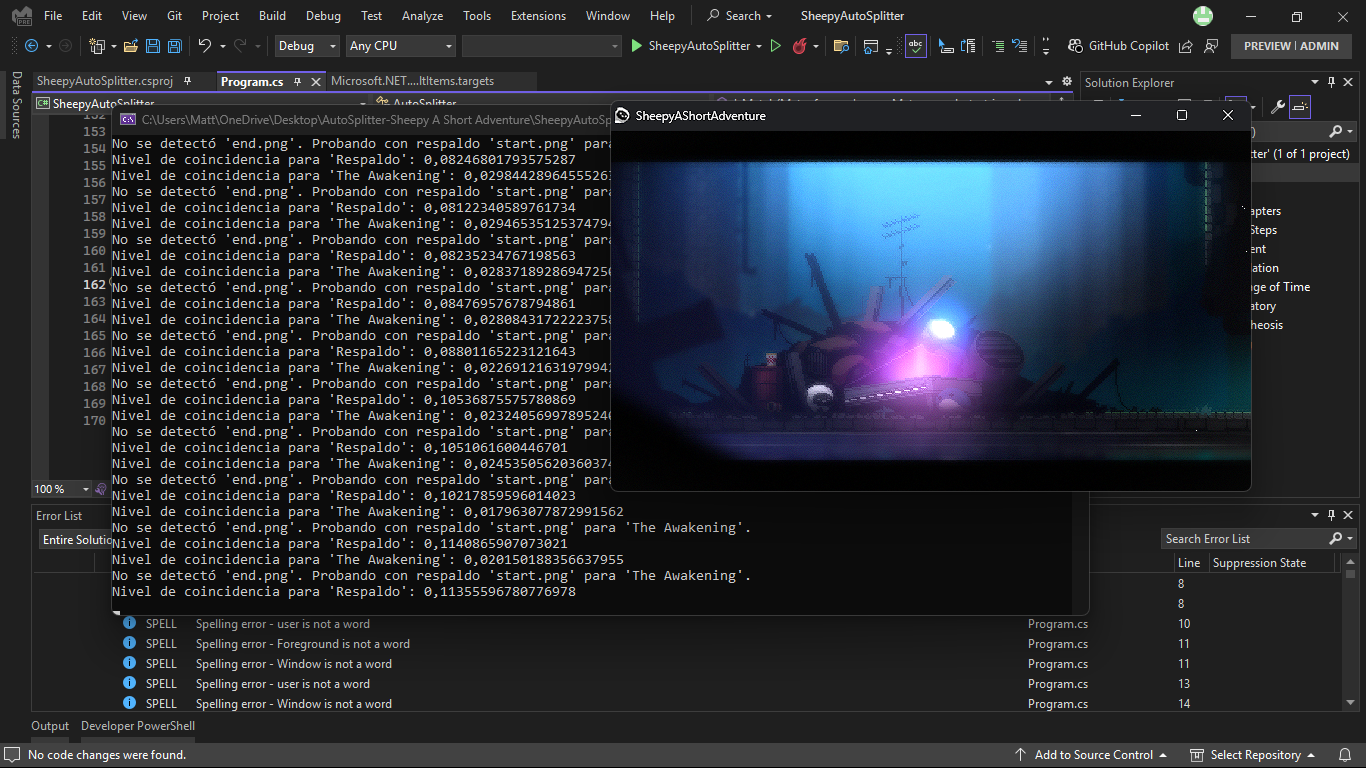 File Edit View Git Project Build Debug Test Analyze Tools Extensions Window Help Search SheepyAutoSplitter
Debug Any CPU SheepyAutoSplitter abc GitHub Copilot PREVIEW | ADMIN
Data Sources
SheepyAutoSplitter.csproj Program.cs Microsoft.NET....ltItems.targets
Solution Explorer
C:\Users\Matt\OneDrive\Desktop\AutoSplitter-Sheepy A Short Adventure\SheepyAutoSp
SheepyAShortAdventure
tter' (1 of 1 project)
apters
Steps
ent
ation
ge of Time
atory
heosis
153
154
155
156
157
158
159
160
161
162
163
164
165
166
167
168
169
170
No se detectó 'end.png'. Probando con respaldo 'start.png' para
Nivel de coincidencia para 'Respaldo': 0,082468017935752​87
Nivel de coincidencia para 'The Awakening': 0,0298442896455526
No se detectó 'end.png'. Probando con respaldo 'start.png' para
Nivel de coincidencia para 'Respaldo': 0,08122340589761734
Nivel de coincidencia para 'The Awakening': 0,02946535125374794
No se detectó 'end.png'. Probando con respaldo 'start.png' para
Nivel de coincidencia para 'Respaldo': 0,08235234767198563
Nivel de coincidencia para 'The Awakening': 0,0283718928694725
No se detectó 'end.png'. Probando con respaldo 'start.png' para
Nivel de coincidencia para 'Respaldo': 0,08476957678794861
Nivel de coincidencia para 'The Awakening': 0,0280843172222375
No se detectó 'end.png'. Probando con respaldo 'start.png' para
Nivel de coincidencia para 'Respaldo': 0,08801165223121643
Nivel de coincidencia para 'The Awakening': 0,0226912163197994
No se detectó 'end.png'. Probando con respaldo 'start.png' para
Nivel de coincidencia para 'Respaldo': 0,10536875575780869
Nivel de coincidencia para 'The Awakening': 0,0232405699789524
No se detectó 'end.png'. Probando con respaldo 'start.png' para
Nivel de coincidencia para 'Respaldo': 0,1051061600446701
Nivel de coincidencia para 'The Awakening': 0,0245350562036037
No se detectó 'end.png'. Probando con respaldo 'start.png' para
Nivel de coincidencia para 'Respaldo': 0,10217859596014023
Nivel de coincidencia para 'The Awakening': 0,017963077872991562
No se detectó 'end.png'. Probando con respaldo 'start.png' para 'The Awakening'.
Nivel de coincidencia para 'Respaldo': 0,1140865907073021
Nivel de coincidencia para 'The Awakening': 0,020150188356637955
No se detectó 'end.png'. Probando con respaldo 'start.png' para 'The Awakening'.
Nivel de coincidencia para 'Respaldo': 0,11355596780776978
100 %
Error List
Entire Solutio
Search Error List
Line Suppression State
8
8
SPELL Spelling error - user is not a word Program.cs 10
SPELL Spelling error - Foreground is not a word Program.cs 11
SPELL Spelling error - Window is not a word Program.cs 11
SPELL Spelling error - user is not a word Program.cs 13
SPELL Spelling error - Window is not a word Program.cs 14
Output Developer PowerShell
No code changes were found. Add to Source Control Select Repository